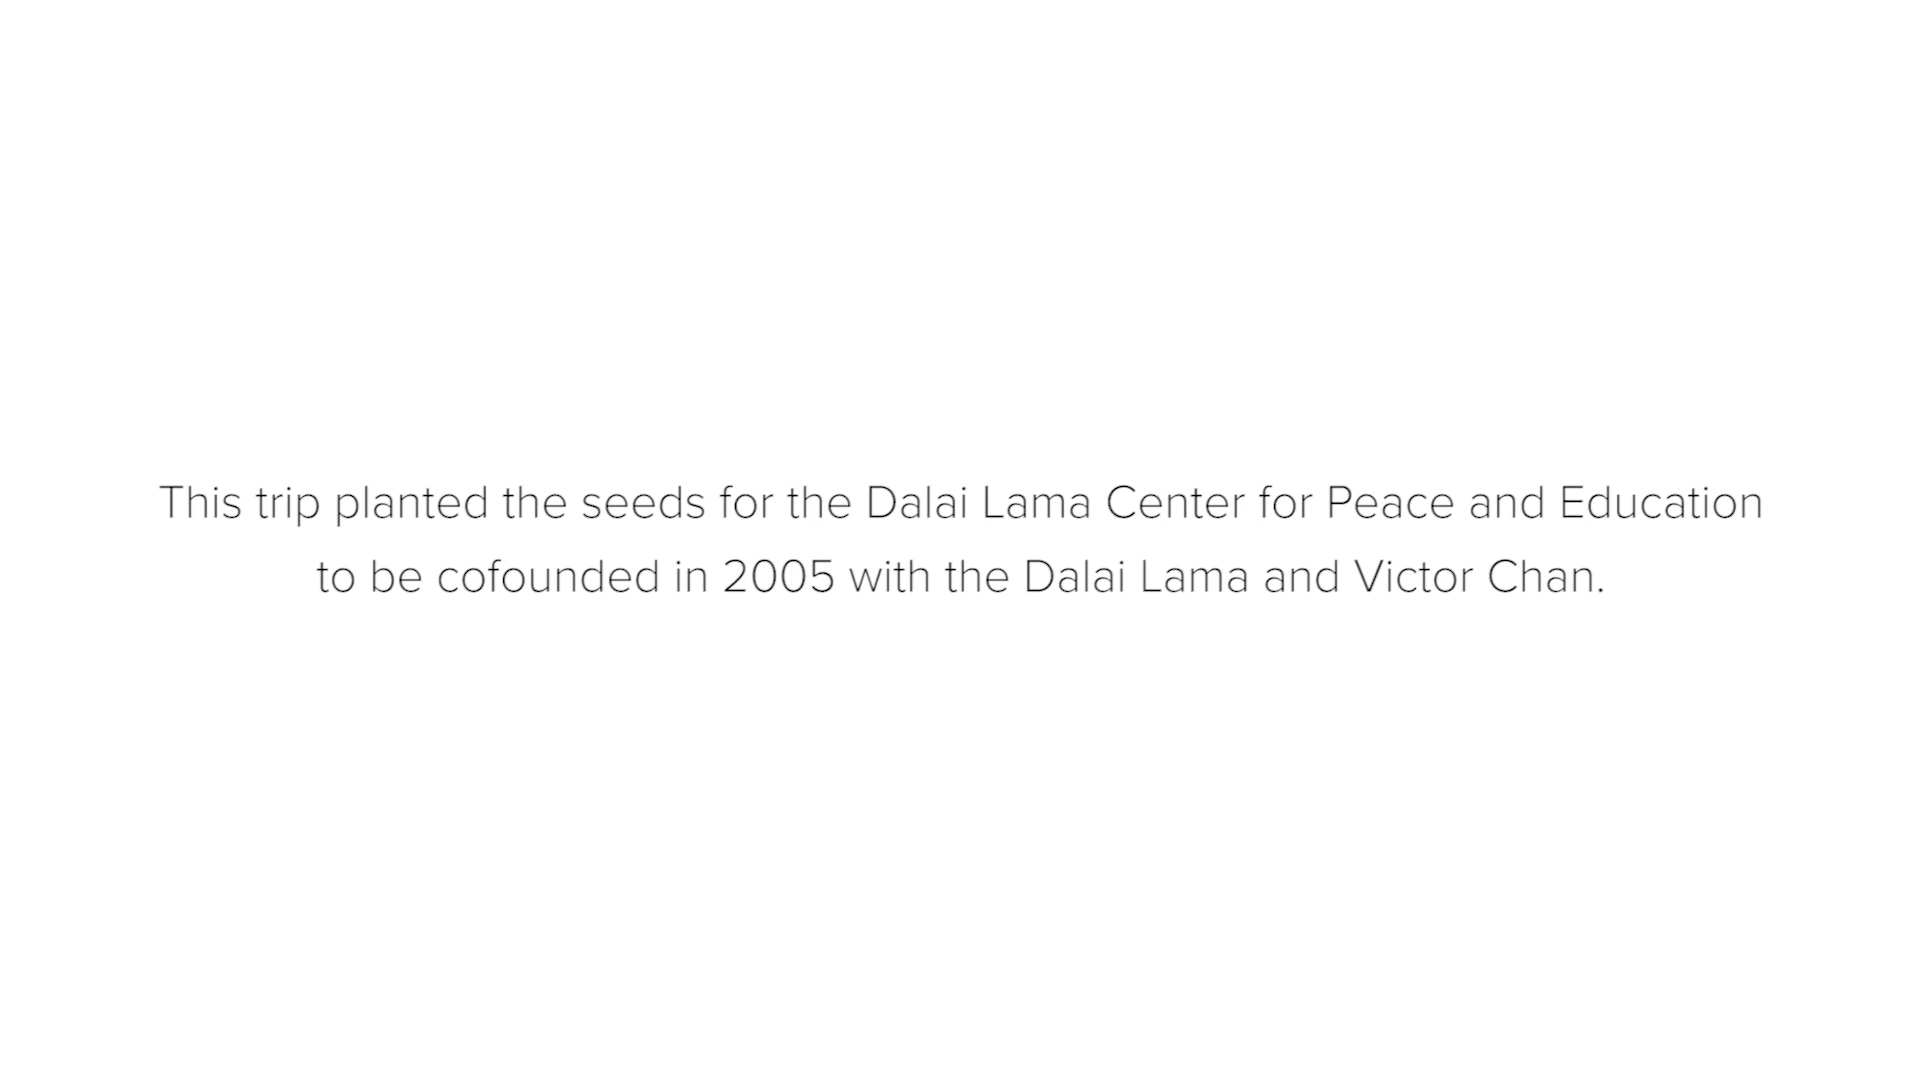 This trip planted the seeds for the Dalai Lama Center for Peace and Education
to be cofounded in 2005 with the Dalai Lama and Victor Chan.